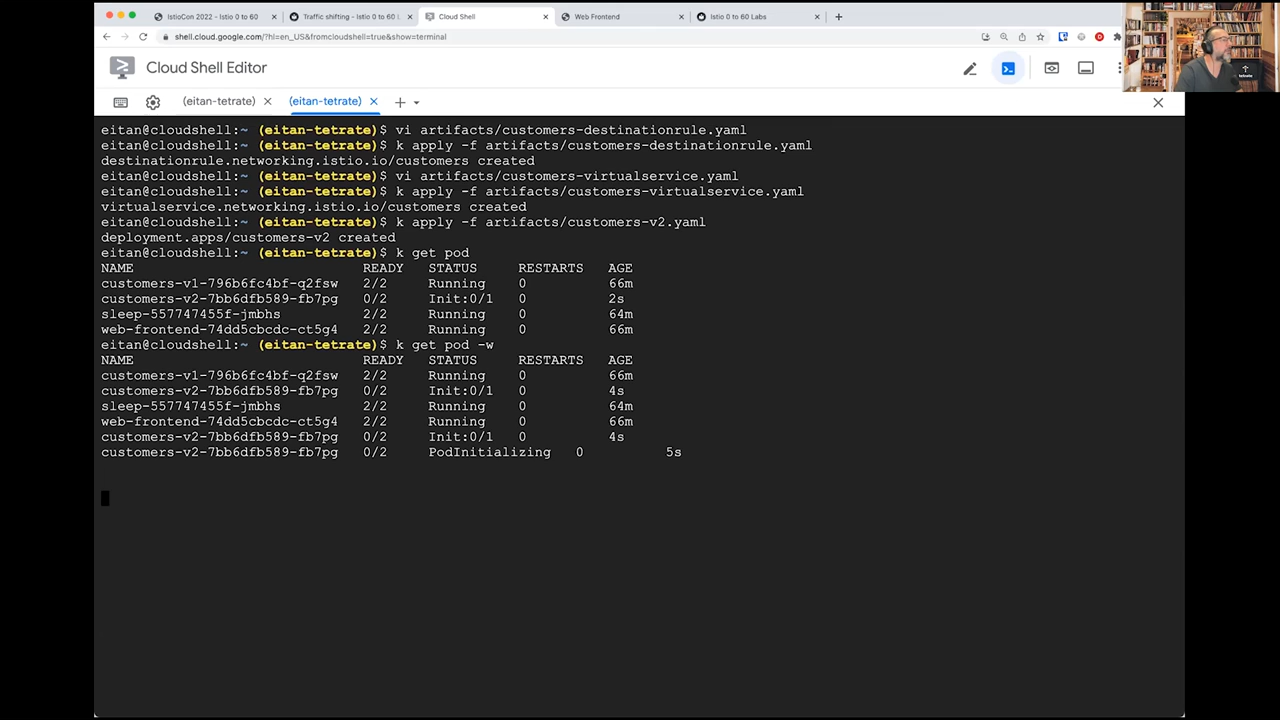 IstioCon 2022 - Istio 0 to 60
Traffic shifting - Istio 0 to 60 L
Cloud Shell
Web Frontend
Istio 0 to 60 Labs
shell.cloud.google.com/?hl=en_US&fromcloudshell=true&show=terminal
Cloud Shell Editor
(eitan-tetrate) (eitan-tetrate)
eitan@cloudshell:~ (eitan-tetrate)$ vi artifacts/customers-destinationrule.yaml
eitan@cloudshell:~ (eitan-tetrate)$ k apply -f artifacts/customers-destinationrule.yaml
destinationrule.networking.istio.io/customers created
eitan@cloudshell:~ (eitan-tetrate)$ vi artifacts/customers-virtualservice.yaml
eitan@cloudshell:~ (eitan-tetrate)$ k apply -f artifacts/customers-virtualservice.yaml
virtualservice.networking.istio.io/customers created
eitan@cloudshell:~ (eitan-tetrate)$ k apply -f artifacts/customers-v2.yaml
deployment.apps/customers-v2 created
eitan@cloudshell:~ (eitan-tetrate)$ k get pod
NAME READY STATUS RESTARTS AGE
customers-v1-796b6fc4bf-q2fsw 2/2 Running 0 66m
customers-v2-7bb6dfb589-fb7pg 0/2 Init:0/1 0 2s
sleep-557747455f-jmbhs 2/2 Running 0 64m
web-frontend-74dd5cbcdc-ct5g4 2/2 Running 0 66m
eitan@cloudshell:~ (eitan-tetrate)$ k get pod -w
NAME READY STATUS RESTARTS AGE
customers-v1-796b6fc4bf-q2fsw 2/2 Running 0 66m
customers-v2-7bb6dfb589-fb7pg 0/2 Init:0/1 0 4s
sleep-557747455f-jmbhs 2/2 Running 0 64m
web-frontend-74dd5cbcdc-ct5g4 2/2 Running 0 66m
customers-v2-7bb6dfb589-fb7pg 0/2 Init:0/1 0 4s
customers-v2-7bb6dfb589-fb7pg 0/2 PodInitializing 0 5s
tetrate